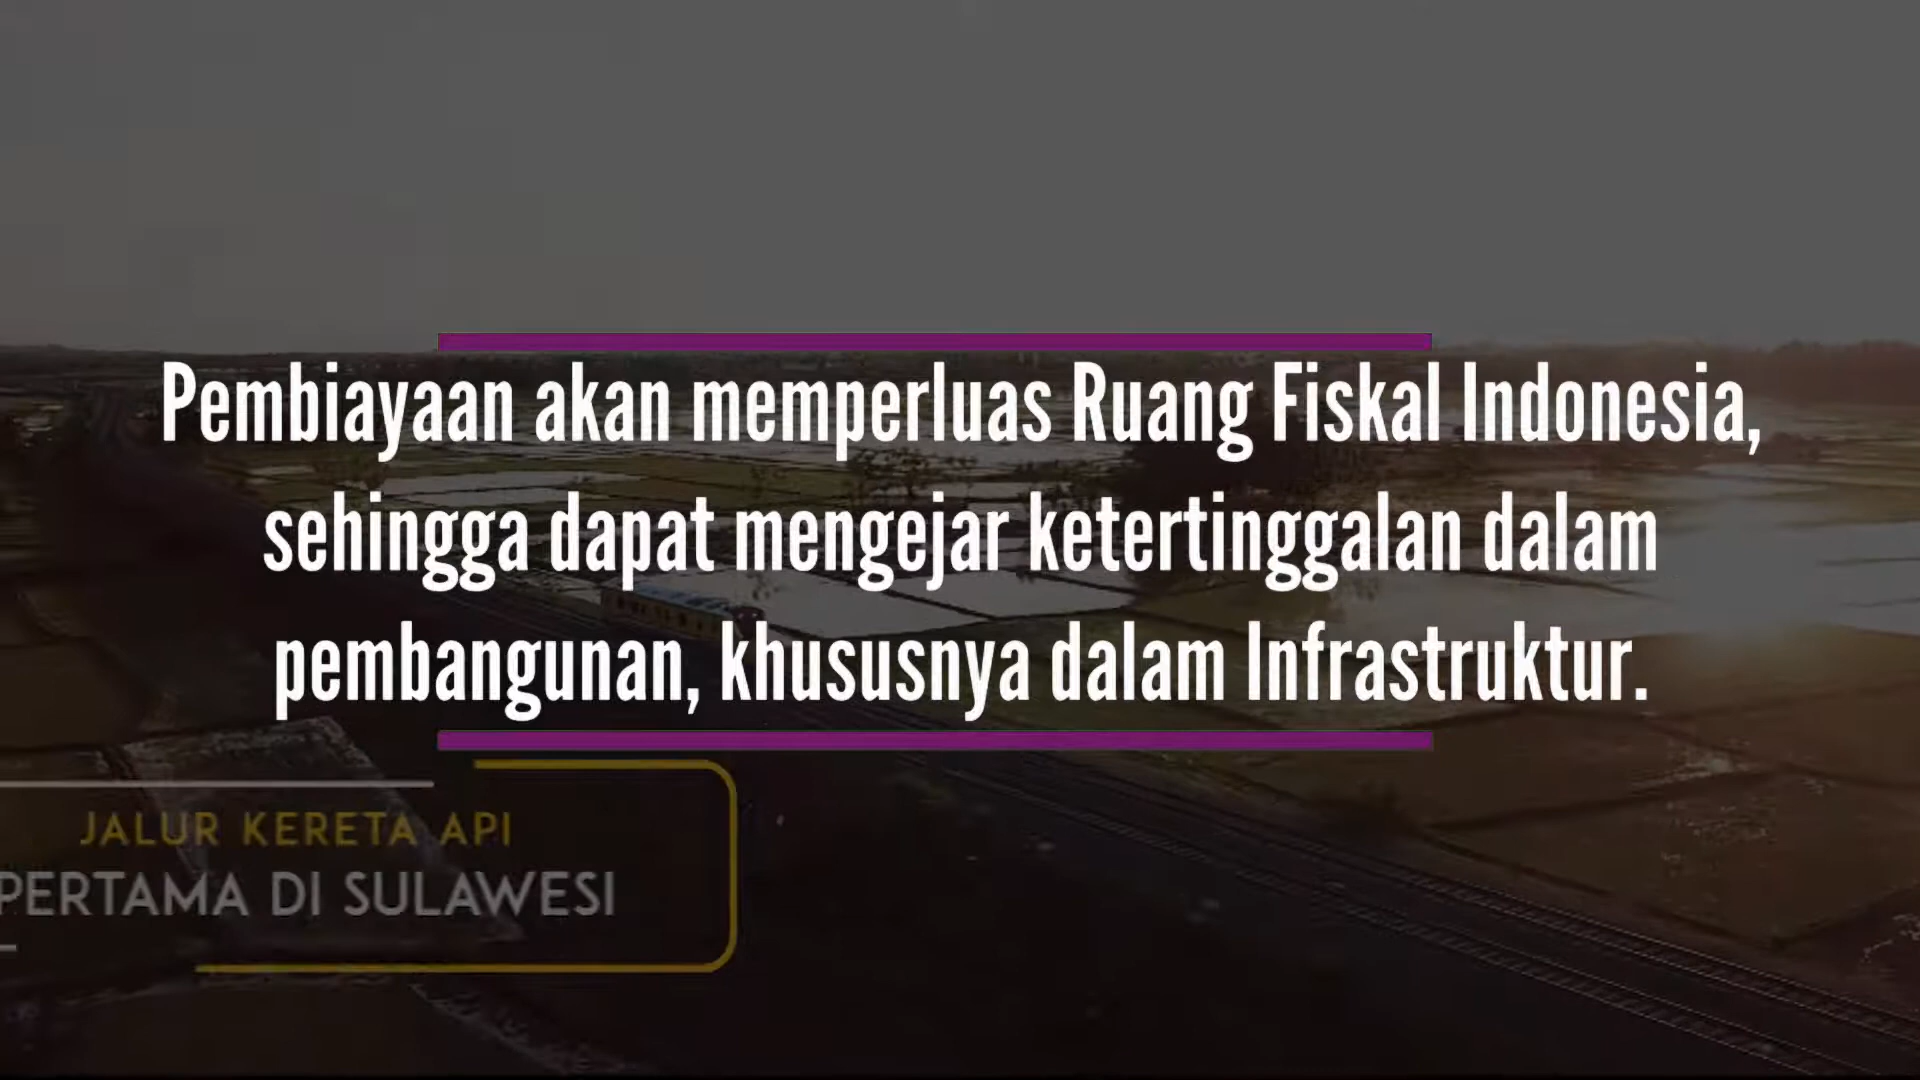 Pembiayaan akan memperluas Ruang Fiskal Indonesia,
sehingga dapat mengejar ketertinggalan dalam
pembangunan, khususnya dalam Infrastruktur.
JALUR KERETA API
PERTAMA DI SULAWESI